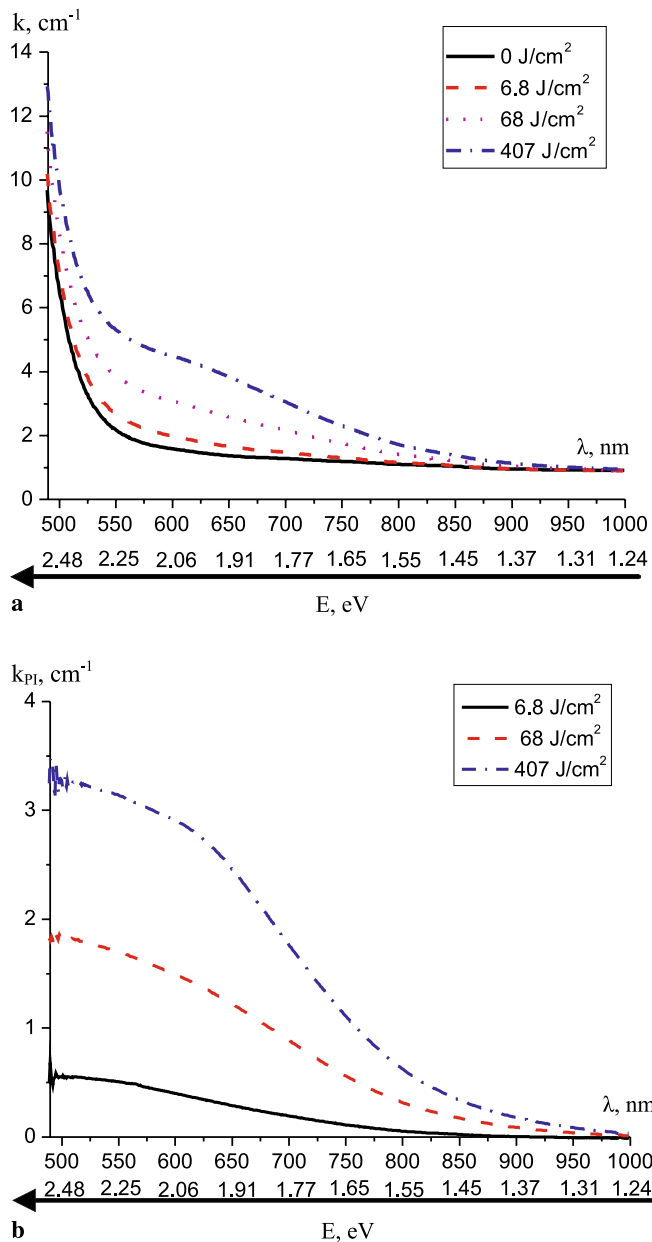 k, cm⁻¹
14
12
10
8
6
4
2
0
0 J/cm²
6.8 J/cm²
68 J/cm²
407 J/cm²
λ, nm
500 550 600 650 700 750 800 850 900 950 1000
2.48 2.25 2.06 1.91 1.77 1.65 1.55 1.45 1.37 1.31 1.24
a E, eV
k_PI, cm⁻¹
4
3
2
1
0
6.8 J/cm²
68 J/cm²
407 J/cm²
λ, nm
500 550 600 650 700 750 800 850 900 950 1000
2.48 2.25 2.06 1.91 1.77 1.65 1.55 1.45 1.37 1.31 1.24
b E, eV